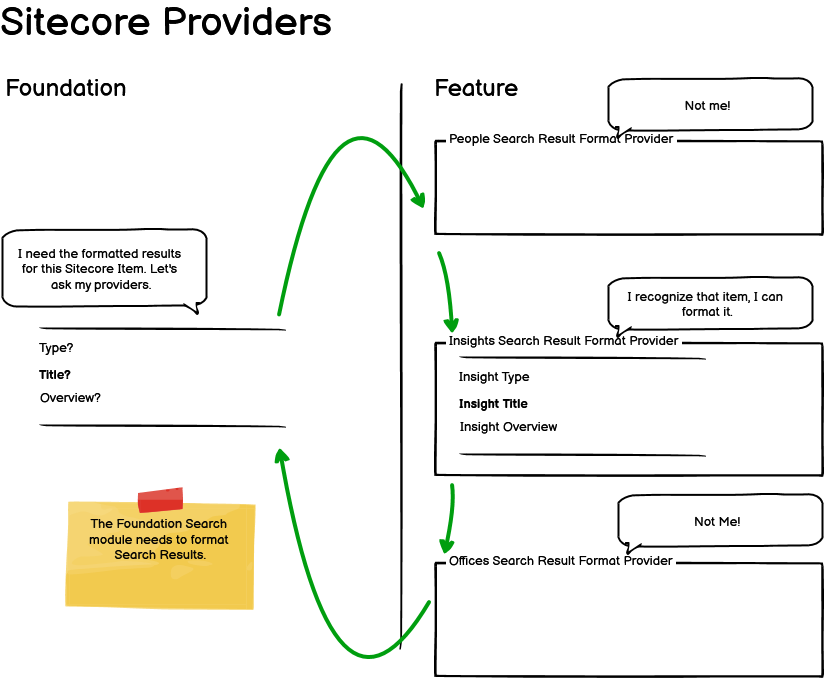 Sitecore Providers
Foundation
Feature
Not me!
People Search Result Format Provider
I need the formatted results
for this Sitecore Item. Let's
ask my providers.
Type?
Title?
Overview?
I recognize that item, I can
format it.
Insights Search Result Format Provider
Insight Type
Insight Title
Insight Overview
The Foundation Search
module needs to format
Search Results.
Not Me!
Offices Search Result Format Provider